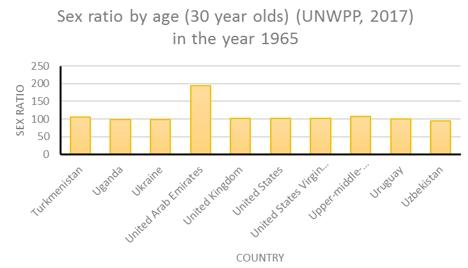 Sex ratio by age (30 year olds) (UNWPP, 2017)
in the year 1965
250
200
150
100
50
0
SEX RATIO
Turkmenistan
Uganda
Ukraine
United Arab Emirates
United Kingdom
United States
United States Virgin...
Upper-middle-...
Uruguay
Uzbekistan
COUNTRY